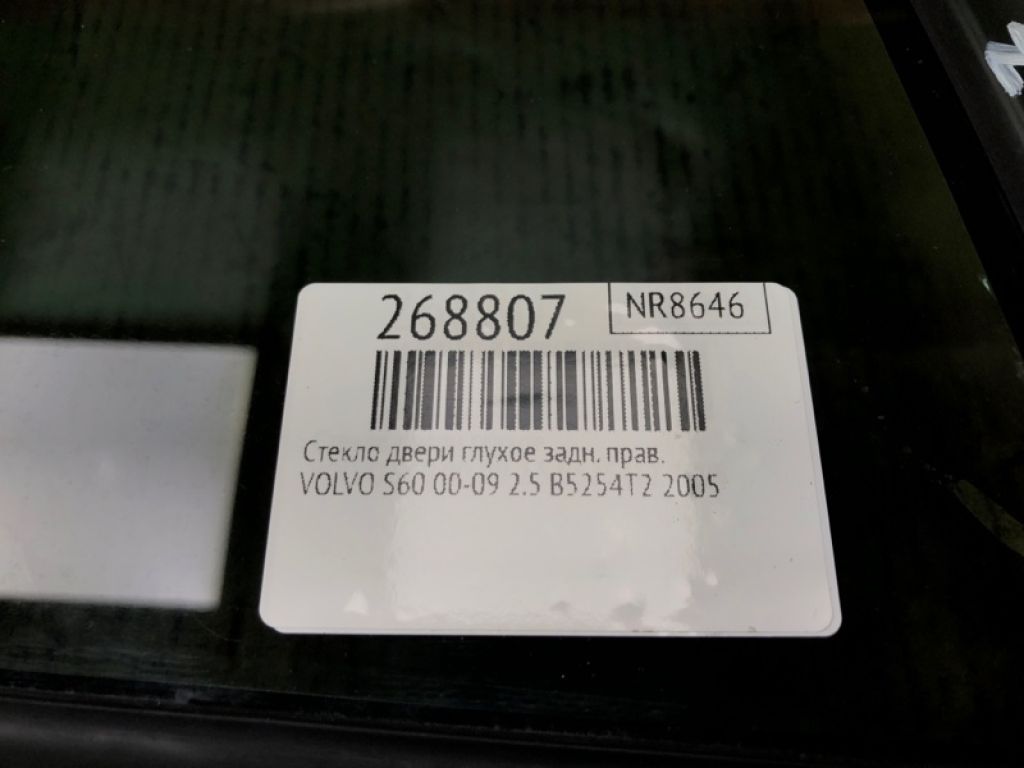 268807
NR8646
Стекло двери глухое задн. прав.
VOLVO S60 00-09 2.5 B5254T2 2005